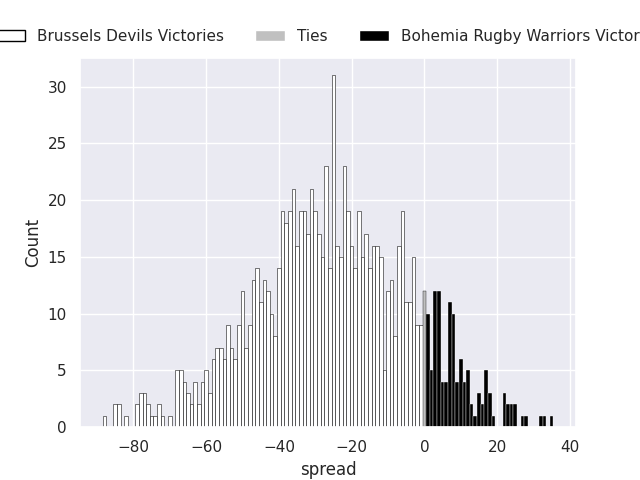 Brussels Devils Victories Ties Bohemia Rugby Warriors Victor
30
25
20
15
10
5
0
Count
−80 −60 −40 −20 0 20 40
spread